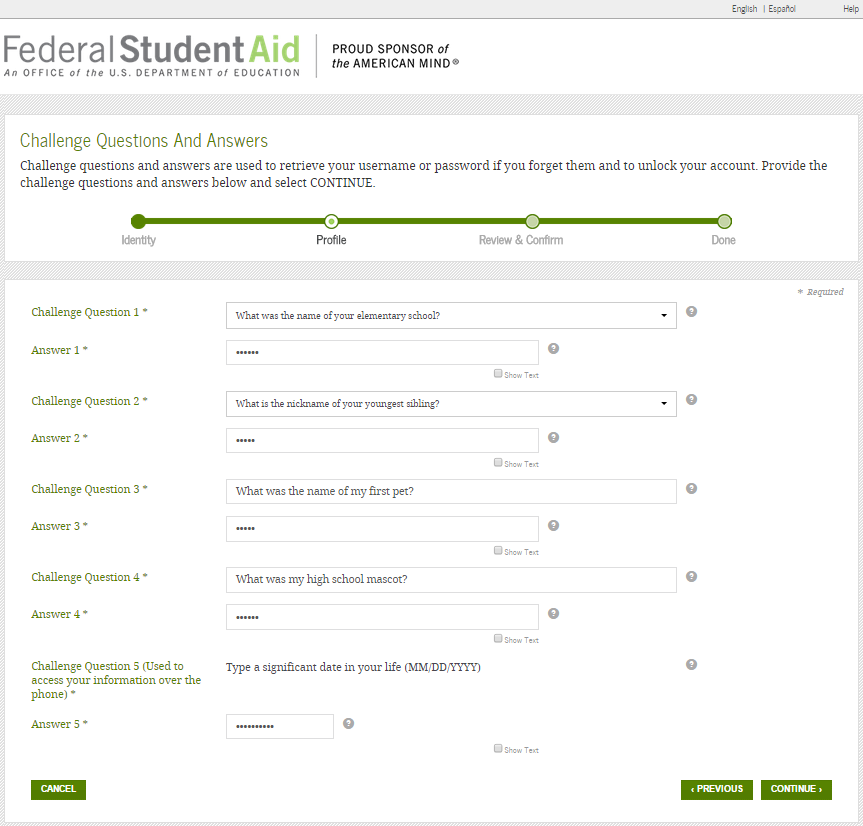 English | Español Help
Federal Student Aid
An OFFICE of the U.S. DEPARTMENT of EDUCATION
PROUD SPONSOR of
the AMERICAN MIND®
Challenge Questions And Answers
Challenge questions and answers are used to retrieve your username or password if you forget them and to unlock your account. Provide the
challenge questions and answers below and select CONTINUE.
Identity Profile Review & Confirm Done
* Required
Challenge Question 1 * What was the name of your elementary school? ?
Answer 1 * •••••• ?
Show Text
Challenge Question 2 * What is the nickname of your youngest sibling? ?
Answer 2 * ••••• ?
Show Text
Challenge Question 3 * What was the name of my first pet? ?
Answer 3 * ••••• ?
Show Text
Challenge Question 4 * What was my high school mascot? ?
Answer 4 * •••••• ?
Show Text
Challenge Question 5 (Used to
access your information over the
phone) *
Type a significant date in your life (MM/DD/YYYY) ?
Answer 5 * •••••••••• ?
Show Text
CANCEL ‹ PREVIOUS CONTINUE ›